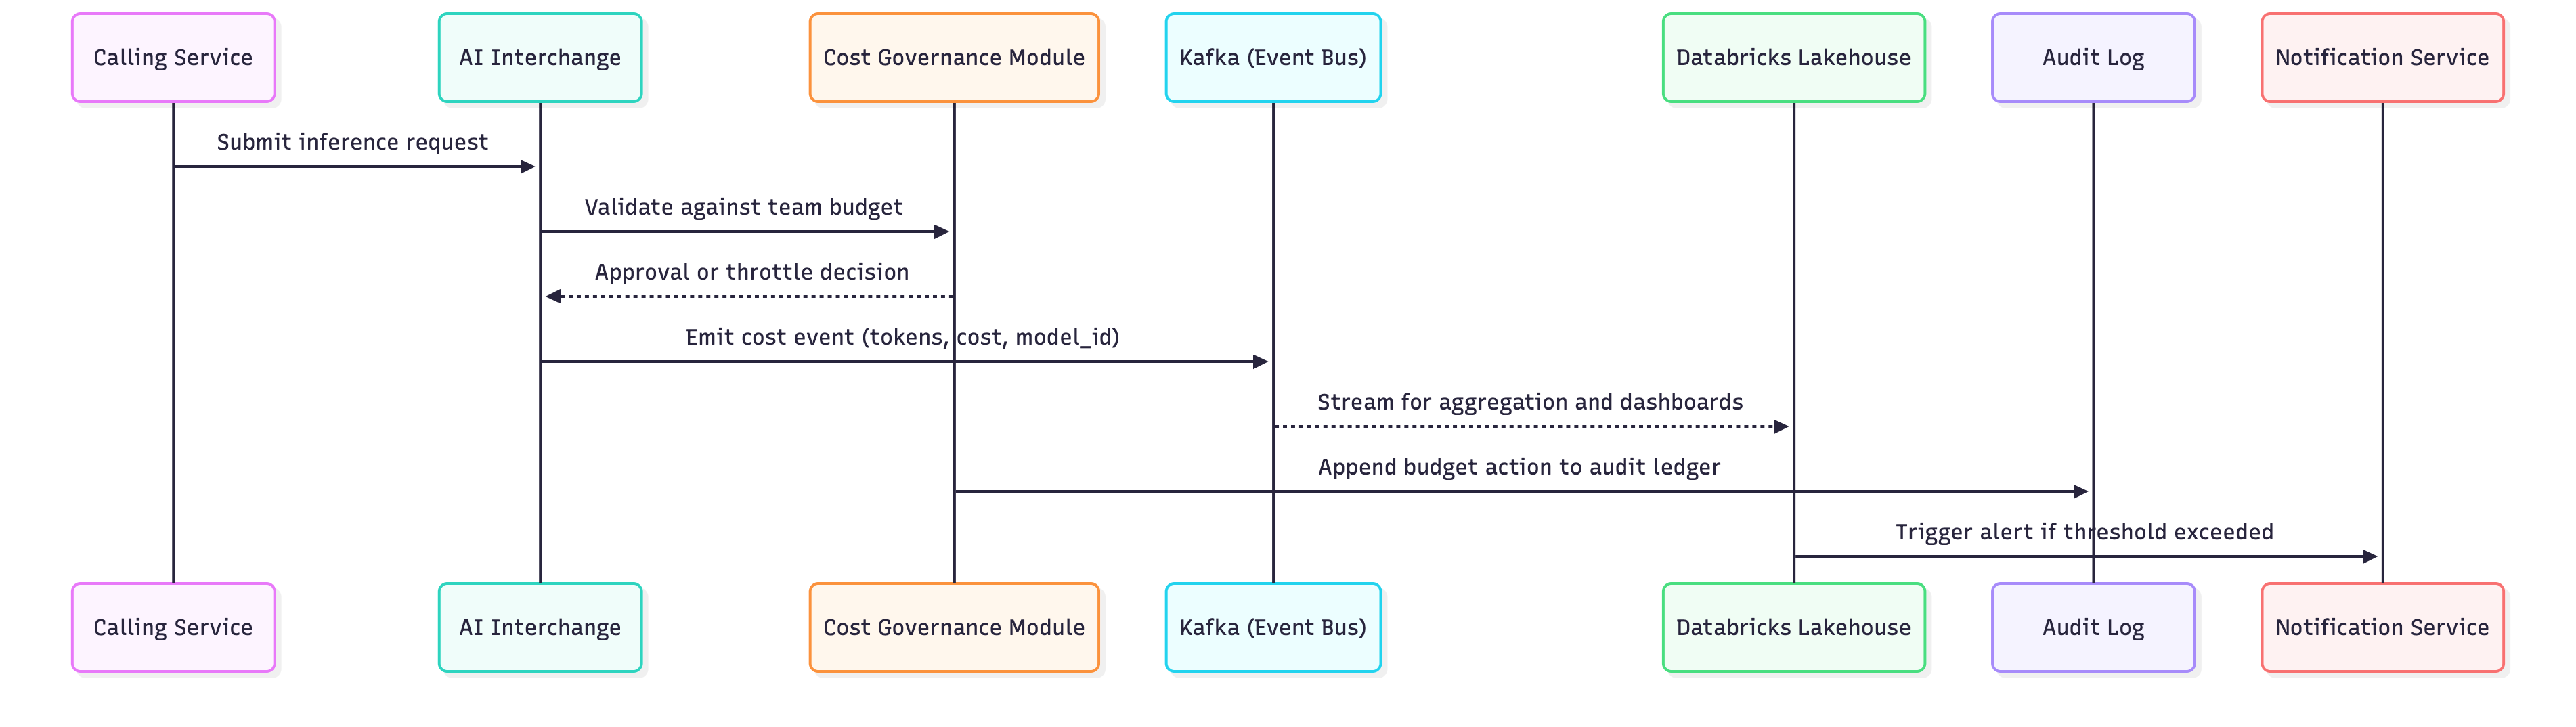 Calling Service
AI Interchange
Cost Governance Module
Kafka (Event Bus)
Databricks Lakehouse
Audit Log
Notification Service
Submit inference request
Validate against team budget
Approval or throttle decision
Emit cost event (tokens, cost, model_id)
Stream for aggregation and dashboards
Append budget action to audit ledger
Trigger alert if threshold exceeded
Calling Service
AI Interchange
Cost Governance Module
Kafka (Event Bus)
Databricks Lakehouse
Audit Log
Notification Service